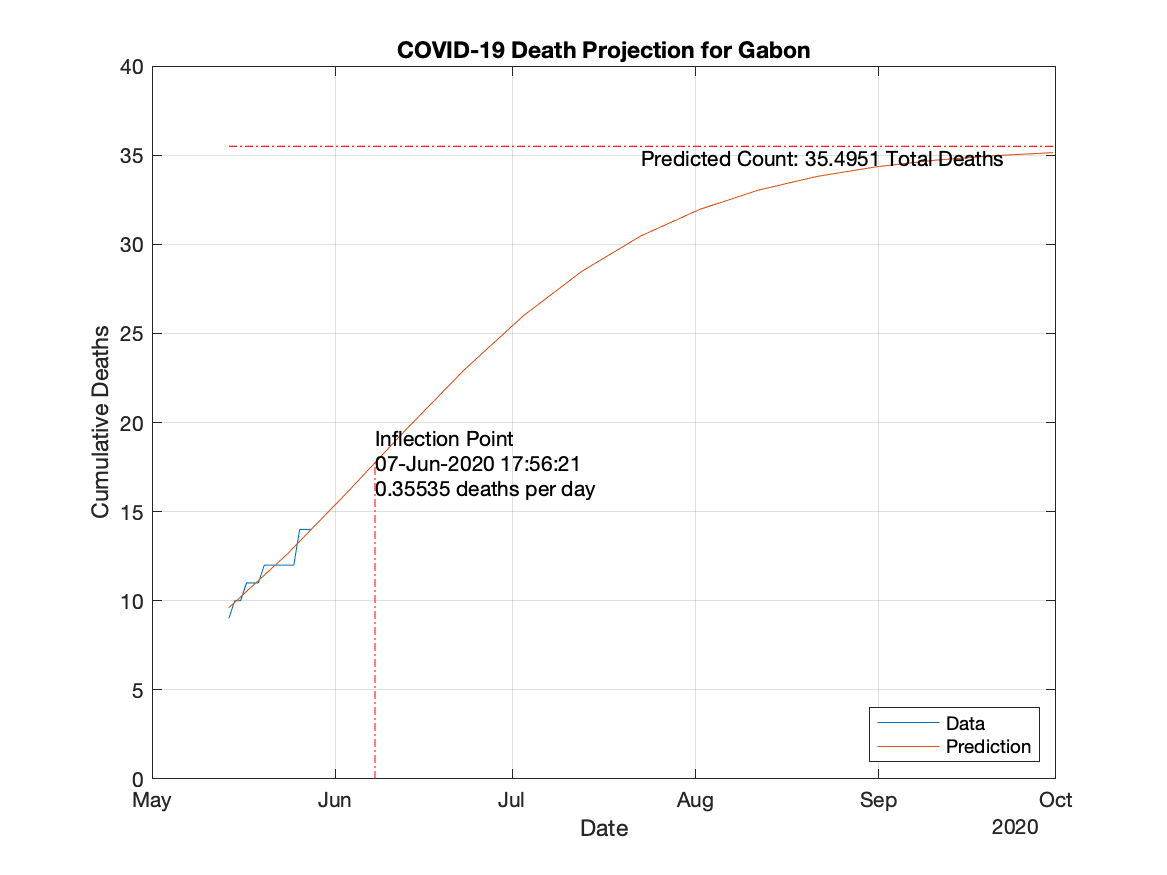 COVID-19 Death Projection for Gabon
40
35
30
25
20
15
10
5
0
Cumulative Deaths
Predicted Count: 35.4951 Total Deaths
Inflection Point
07-Jun-2020 17:56:21
0.35535 deaths per day
Data
Prediction
May Jun Jul Aug Sep Oct
Date
2020